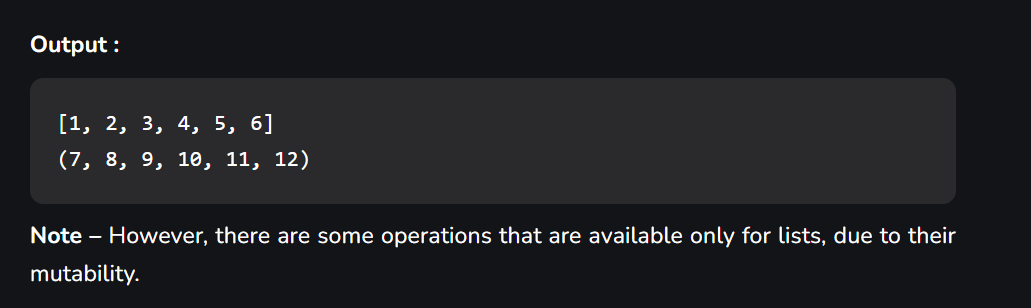 Output :
[1, 2, 3, 4, 5, 6]
(7, 8, 9, 10, 11, 12)
Note – However, there are some operations that are available only for lists, due to their
mutability.